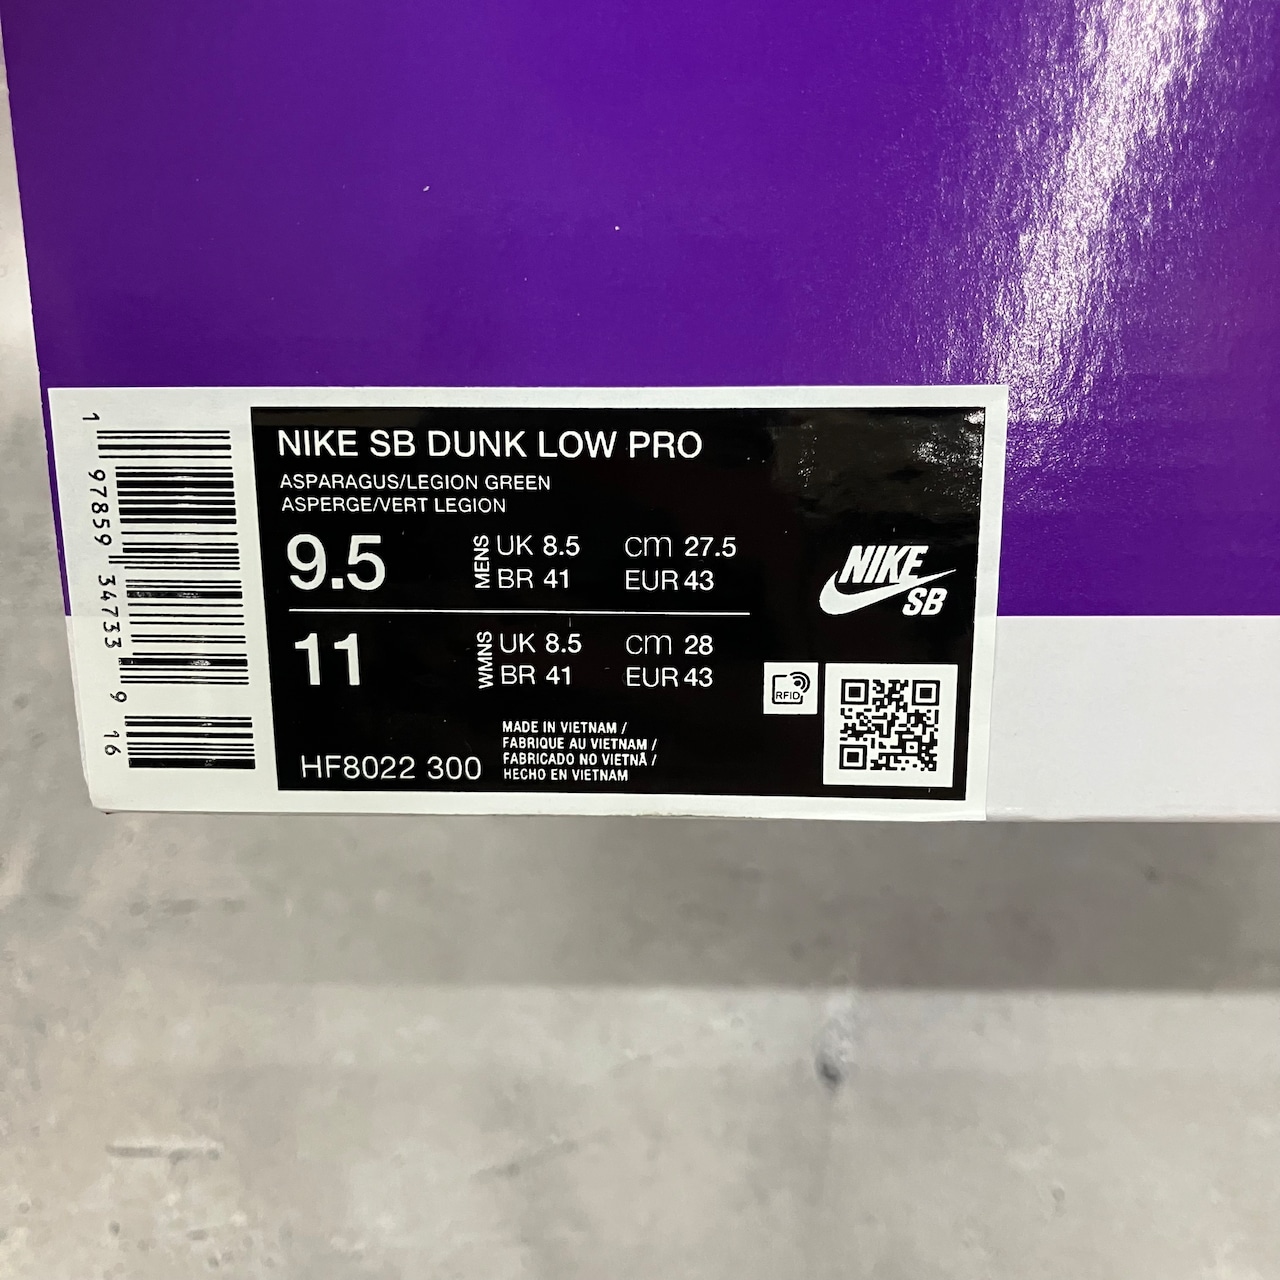 NIKE SB DUNK LOW PRO
ASPARAGUS/LEGION GREEN
ASPERGE/VERT LEGION
9.5
MENS
UK 8.5 cm 27.5
BR 41 EUR 43
11
WMNS
UK 8.5 cm 28
BR 41 EUR 43
HF8022 300
MADE IN VIETNAM /
FABRIQUE AU VIETNAM /
FABRICADO NO VIETNÃ /
HECHO EN VIETNAM
NIKE
SB
RFID
1 97859 34733 9 16